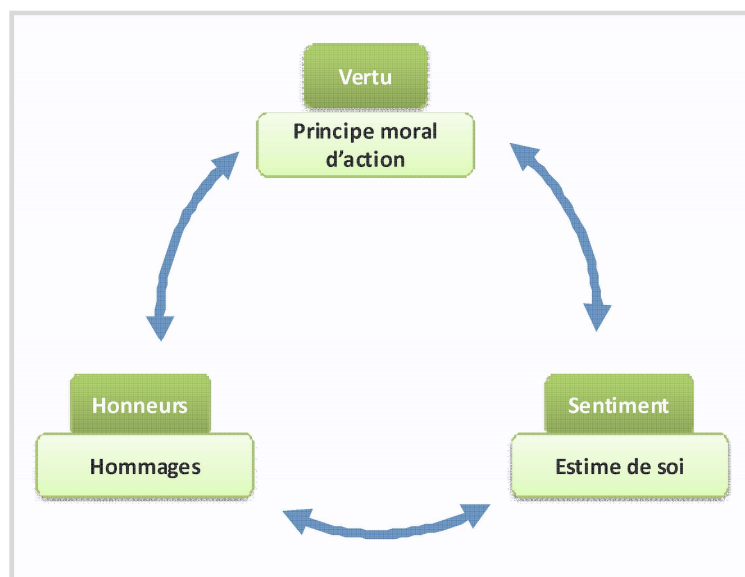 Vertu
Principe moral
d’action
Honneurs
Hommages
Sentiment
Estime de soi